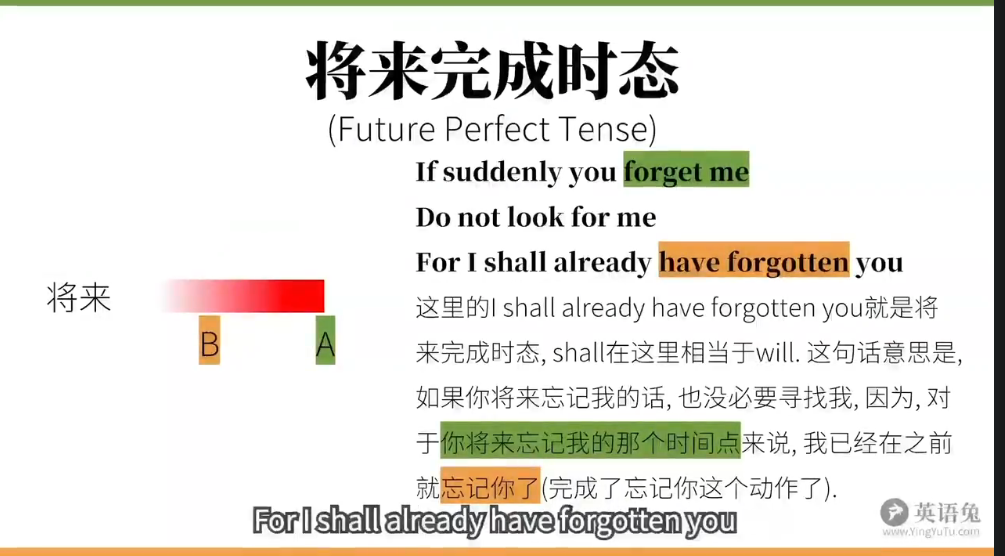 将来完成时态
(Future Perfect Tense)
If suddenly you forget me
Do not look for me
For I shall already have forgotten you
将来
B
A
这里的I shall already have forgotten you就是将
来完成时态, shall在这里相当于will. 这句话意思是,
如果你将来忘记我的话, 也没必要寻找我, 因为, 对
于你将来忘记我的那个时间点来说, 我已经在之前
就忘记你了(完成了忘记你这个动作了).
For I shall already have forgotten you
英语兔
www.YingYuTu.com